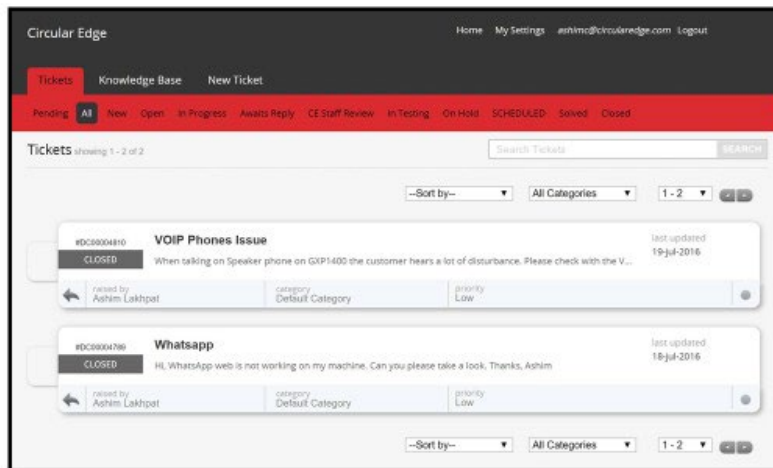 Circular Edge
Home My Settings ashimc@circularedge.com Logout
Tickets Knowledge Base New Ticket
Pending All New Open In Progress Awaits Reply CE Staff Review In Testing On Hold SCHEDULED Solved Closed
Tickets showing 1 - 2 of 2
Search Tickets SEARCH
--Sort by-- All Categories 1 - 2
#DC00004810 VOIP Phones Issue last updated
CLOSED When talking on Speaker phone on GXP1400 the customer hears a lot of disturbance. Please check with the V... 19-jul-2016
raised by category priority
Ashim Lakhpat Default Category Low
#DC00004789 Whatsapp last updated
CLOSED Hi, WhatsApp web is not working on my machine. Can you please take a look. Thanks, Ashim 18-jul-2016
raised by category priority
Ashim Lakhpat Default Category Low
--Sort by-- All Categories 1 - 2